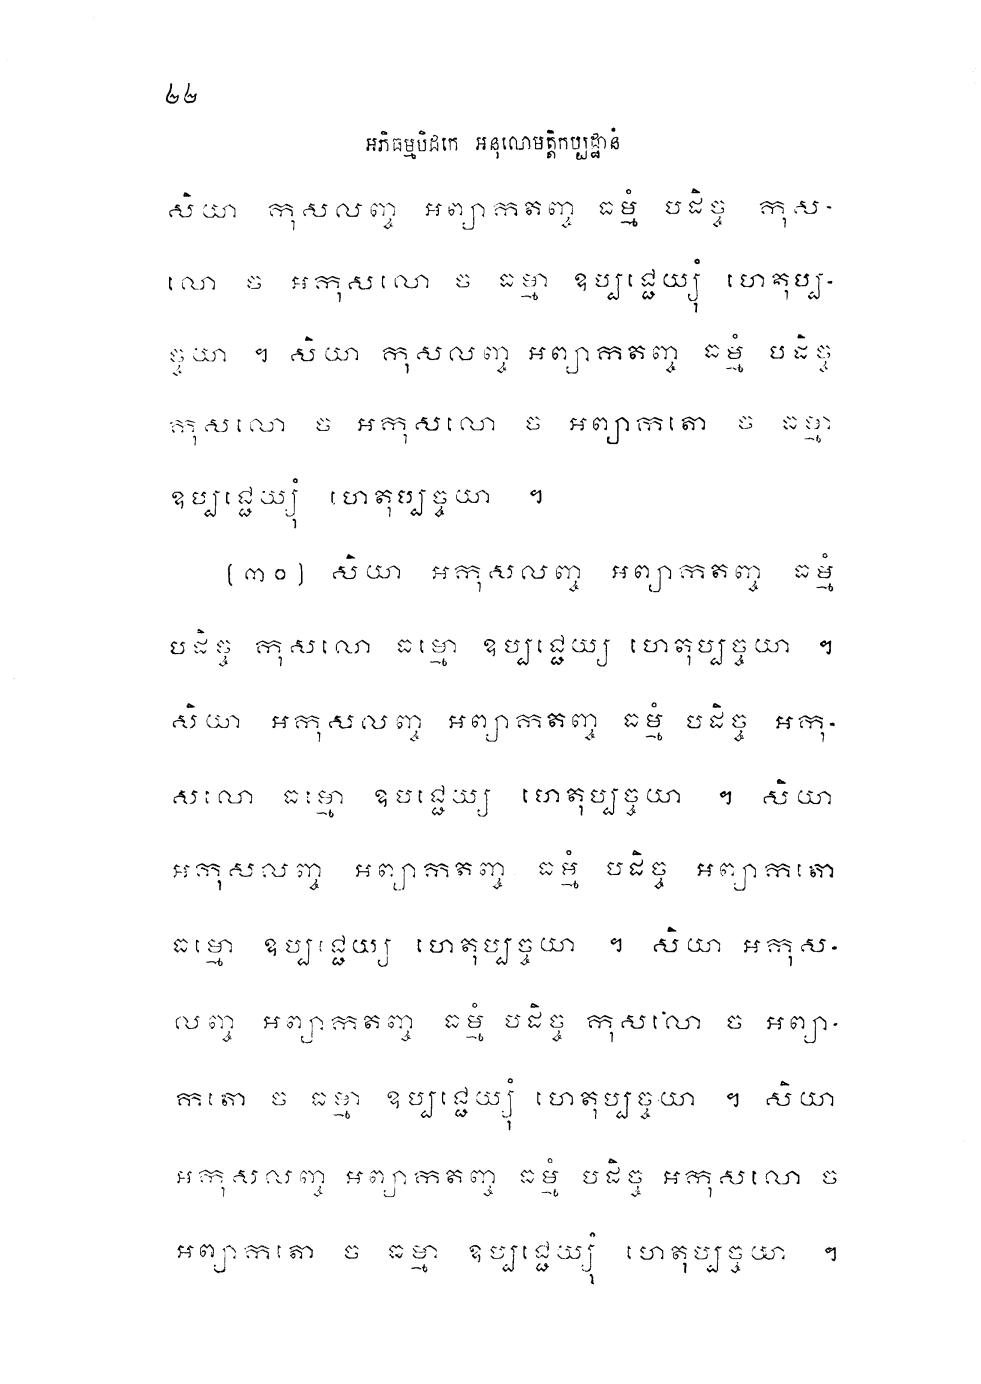 ២២
អភិធម្មបិដកេ អនុលោមត្តិកប្បដ្ឋានំ
សិយា កុសលញ្ច អព្យាកតញ្ច ធម្មំ បដិច្ច កុស-
លោ ច អកុសលោ ច ធម្មា ឧប្បជ្ជេយ្យុំ ហេតុប្ប-
ច្ចយា ។ សិយា កុសលញ្ច អព្យាកតញ្ច ធម្មំ បដិច្ច
កុសលោ ច អកុសលោ ច អព្យាកតោ ច ធម្មា
ឧប្បជ្ជេយ្យុំ ហេតុប្បច្ចយា ។
(៣០) សិយា អកុសលញ្ច អព្យាកតញ្ច ធម្មំ
បដិច្ច កុសលោ ធម្មោ ឧប្បជ្ជេយ្យ ហេតុប្បច្ចយា ។
សិយា អកុសលញ្ច អព្យាកតញ្ច ធម្មំ បដិច្ច អកុ-
សលោ ធម្មោ ឧបជ្ជេយ្យ ហេតុប្បច្ចយា ។ សិយា
អកុសលញ្ច អព្យាកតញ្ច ធម្មំ បដិច្ច អព្យាកតោ
ធម្មោ ឧប្បជ្ជេយ្យ ហេតុប្បច្ចយា ។ សិយា អកុស-
លញ្ច អព្យាកតញ្ច ធម្មំ បដិច្ច កុសលោ ច អព្យា-
កតោ ច ធម្មា ឧប្បជ្ជេយ្យុំ ហេតុប្បច្ចយា ។ សិយា
អកុសលញ្ច អព្យាកតញ្ច ធម្មំ បដិច្ច អកុសលោ ច
អព្យាកតោ ច ធម្មា ឧប្បជ្ជេយ្យុំ ហេតុប្បច្ចយា ។